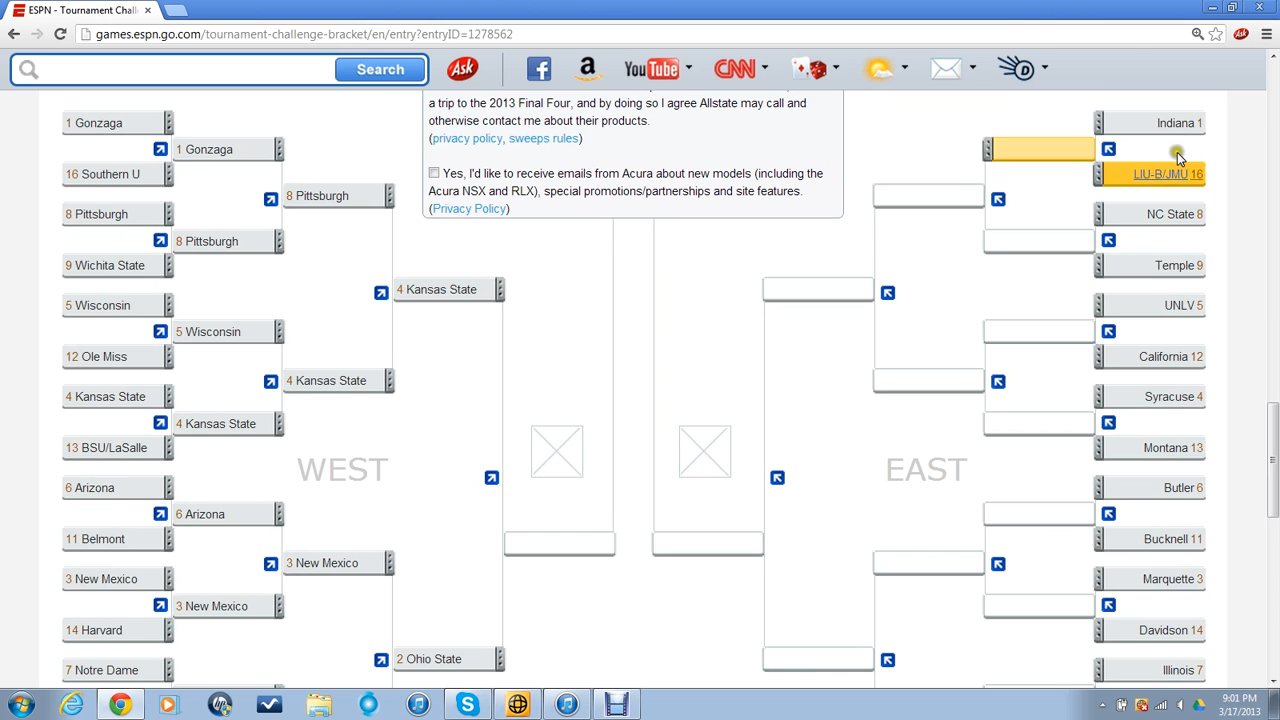 ESPN - Tournament Challe
games.espn.go.com/tournament-challenge-bracket/en/entry?entryID=1278562
Search
Ask
YouTube
CNN
Ask
a trip to the 2013 Final Four, and by doing so I agree Allstate may call and
otherwise contact me about their products.
(privacy policy, sweeps rules)
Yes, I'd like to receive emails from Acura about new models (including the
Acura NSX and RLX), special promotions/partnerships and site features.
(Privacy Policy)
1 Gonzaga
1 Gonzaga
16 Southern U
8 Pittsburgh
8 Pittsburgh
8 Pittsburgh
9 Wichita State
4 Kansas State
5 Wisconsin
5 Wisconsin
12 Ole Miss
4 Kansas State
4 Kansas State
4 Kansas State
13 BSU/LaSalle
WEST
6 Arizona
6 Arizona
11 Belmont
3 New Mexico
3 New Mexico
3 New Mexico
14 Harvard
2 Ohio State
7 Notre Dame
Indiana 1
LIU-B/JMU 16
NC State 8
Temple 9
UNLV 5
California 12
Syracuse 4
Montana 13
EAST
Butler 6
Bucknell 11
Marquette 3
Davidson 14
Illinois 7
9:01 PM
3/17/2013